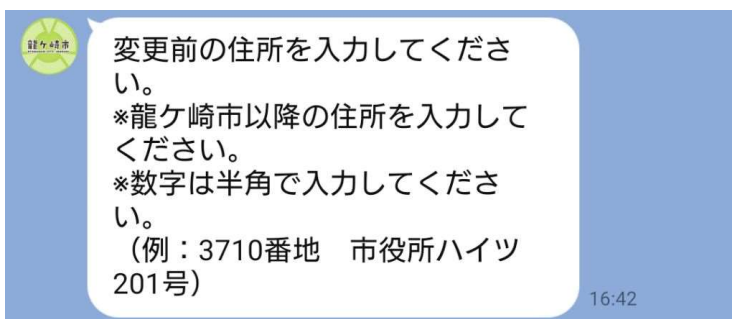 龍ケ崎市
変更前の住所を入力してくださ
い。
※龍ケ崎市以降の住所を入力して
ください。
※数字は半角で入力してくださ
い。
（例：3710番地　市役所ハイツ
201号）
16:42